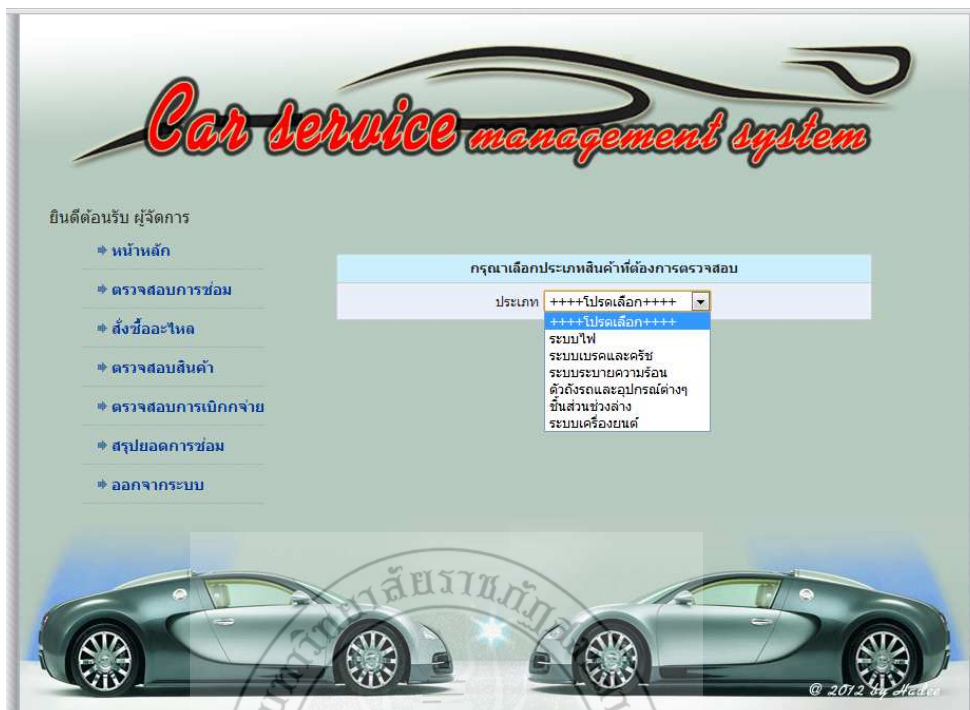 Car service management system
ยินดีต้อนรับ ผู้จัดการ
หน้าหลัก
ตรวจสอบการซ่อม
สั่งซื้ออะไหล
ตรวจสอบสินค้า
ตรวจสอบการเบิกกจ่าย
สรุปยอดการซ่อม
ออกจากระบบ
กรุณาเลือกประเภทสินค้าที่ต้องการตรวจสอบ
ประเภท ++++โปรดเลือก++++
++++โปรดเลือก++++
ระบบไฟ
ระบบเบรคและครัช
ระบบระบายความร้อน
ตัวถังรถและอุปกรณ์ต่างๆ
ชิ้นส่วนช่วงล่าง
ระบบเครื่องยนต์
@ 2012 by Hadee